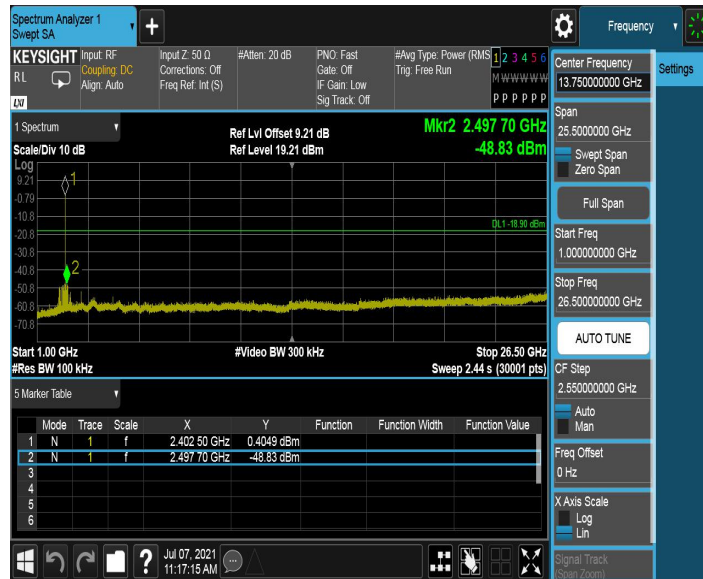 Spectrum Analyzer 1
Swept SA
Frequency
KEYSIGHT
RL
LXI
Input: RF
Coupling: DC
Align: Auto
Input Z: 50 Ω
Corrections: Off
Freq Ref: Int (S)
#Atten: 20 dB
PNO: Fast
Gate: Off
IF Gain: Low
Sig Track: Off
#Avg Type: Power (RMS
Trig: Free Run
1 2 3 4 5 6
M W W W W W
P P P P P P
1 Spectrum
Scale/Div 10 dB
Ref Lvl Offset 9.21 dB
Ref Level 19.21 dBm
Mkr2 2.497 70 GHz
-48.83 dBm
Log
9.21
-0.79
-10.8
-20.8
-30.8
-40.8
-50.8
-60.8
-70.8
1
2
DL1 -18.90 dBm
Start 1.00 GHz
#Res BW 100 kHz
#Video BW 300 kHz
Stop 26.50 GHz
Sweep 2.44 s (30001 pts)
5 Marker Table
Mode Trace Scale X Y Function Function Width Function Value
1 N 1 f 2.402 50 GHz 0.4049 dBm
2 N 1 f 2.497 70 GHz -48.83 dBm
3
4
5
6
?
Jul 07, 2021
11:17:15 AM
Center Frequency
13.750000000 GHz
Settings
Span
25.5000000 GHz
Swept Span
Zero Span
Full Span
Start Freq
1.000000000 GHz
Stop Freq
26.500000000 GHz
AUTO TUNE
CF Step
2.550000000 GHz
Auto
Man
Freq Offset
0 Hz
X Axis Scale
Log
Lin
Signal Track
(Span Zoom)